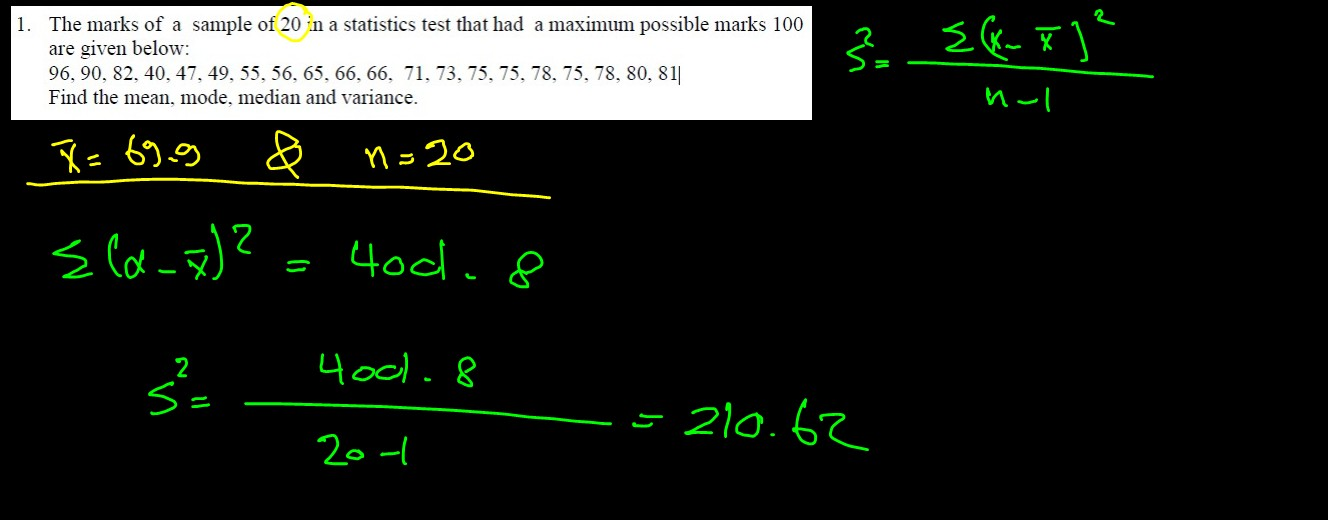 1. The marks of a sample of 20 in a statistics test that had a maximum possible marks 100
are given below:
96, 90, 82, 40, 47, 49, 55, 56, 65, 66, 66, 71, 73, 75, 75, 78, 75, 78, 80, 81
Find the mean, mode, median and variance.
S² = Σ(x - x̄)²
n-1
x̄ = 69.9 & n = 20
Σ(x - x̄)² = 4001.8
S² = 4001.8
20-1
= 210.62